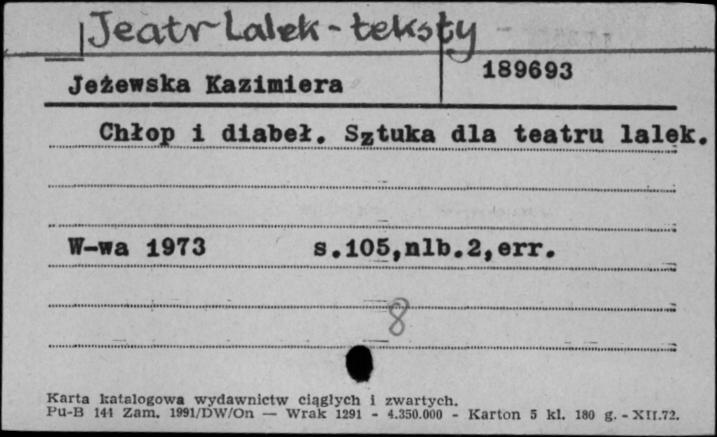 Teatr Lalek - teksty
Jeżewska Kazimiera
189693
Chłop i diabeł. Sztuka dla teatru lalek.
W-wa 1973 s.105,nlb.2,err.
8
Karta katalogowa wydawnictw ciągłych i zwartych.
Pu-B 141 Zam. 1991/DW/On — Wrak 1291 - 4.350.000 - Karton 5 kl. 180 g. - XII.72.